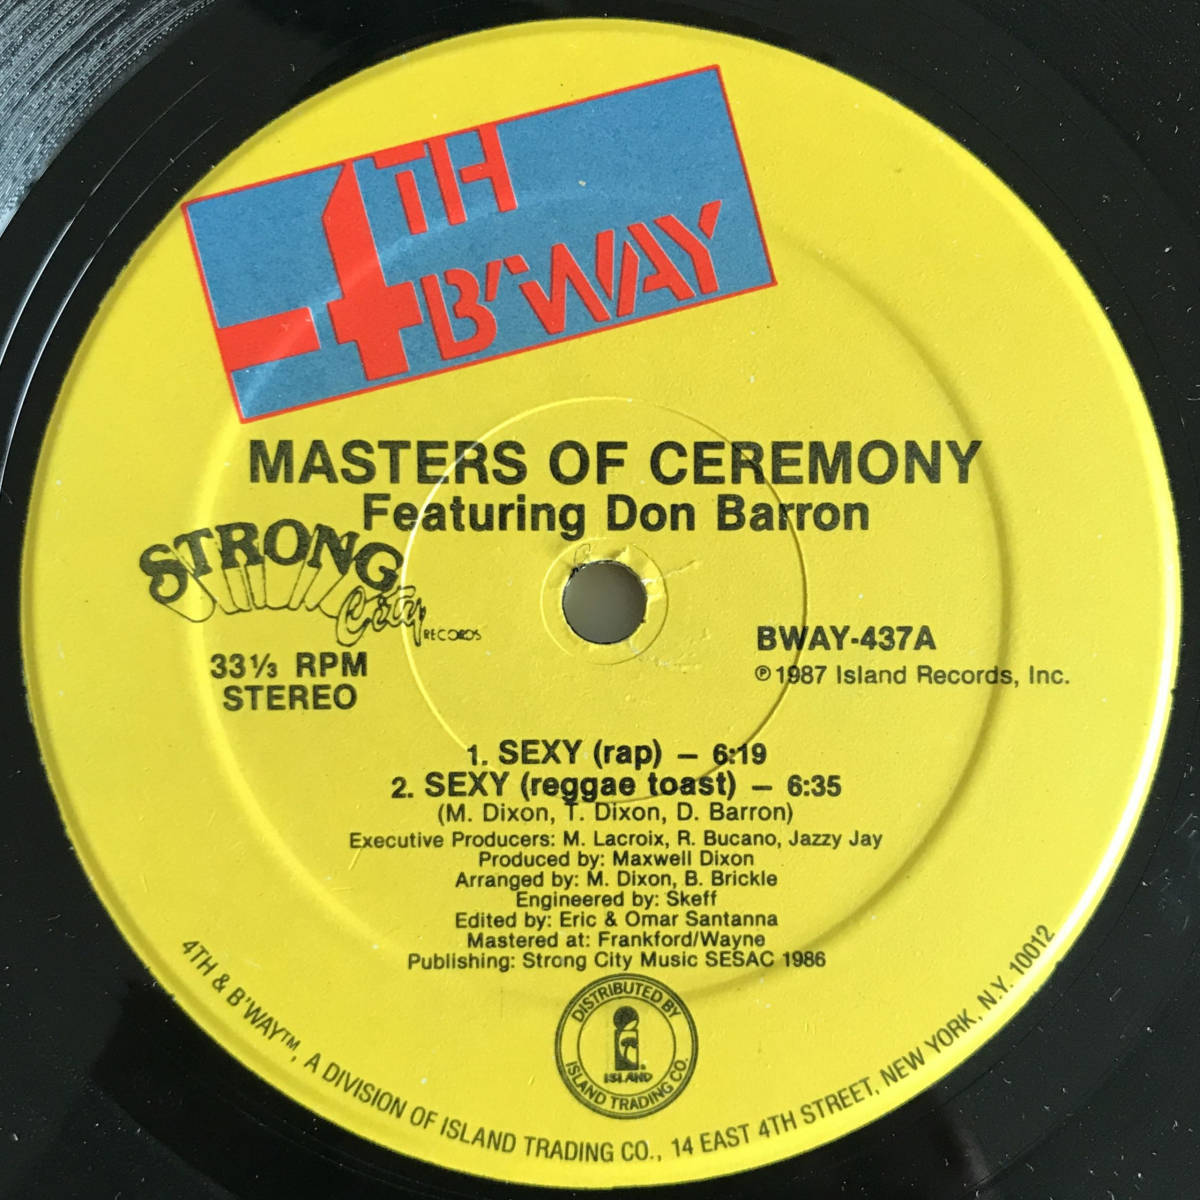 4TH
B'WAY
MASTERS OF CEREMONY
Featuring Don Barron
STRONG
City
RECORDS
33 1/3 RPM
STEREO
BWAY-437A
℗1987 Island Records, Inc.
1. SEXY (rap) – 6:19
2. SEXY (reggae toast) – 6:35
(M. Dixon, T. Dixon, D. Barron)
Executive Producers: M. Lacroix, R. Bucano, Jazzy Jay
Produced by: Maxwell Dixon
Arranged by: M. Dixon, B. Brickle
Engineered by: Skeff
Edited by: Eric & Omar Santanna
Mastered at: Frankford/Wayne
Publishing: Strong City Music SESAC 1986
DISTRIBUTED BY
ISLAND
ISLAND TRADING CO.
4TH & B'WAY™, A DIVISION OF ISLAND TRADING CO., 14 EAST 4TH STREET, NEW YORK, N.Y. 10012